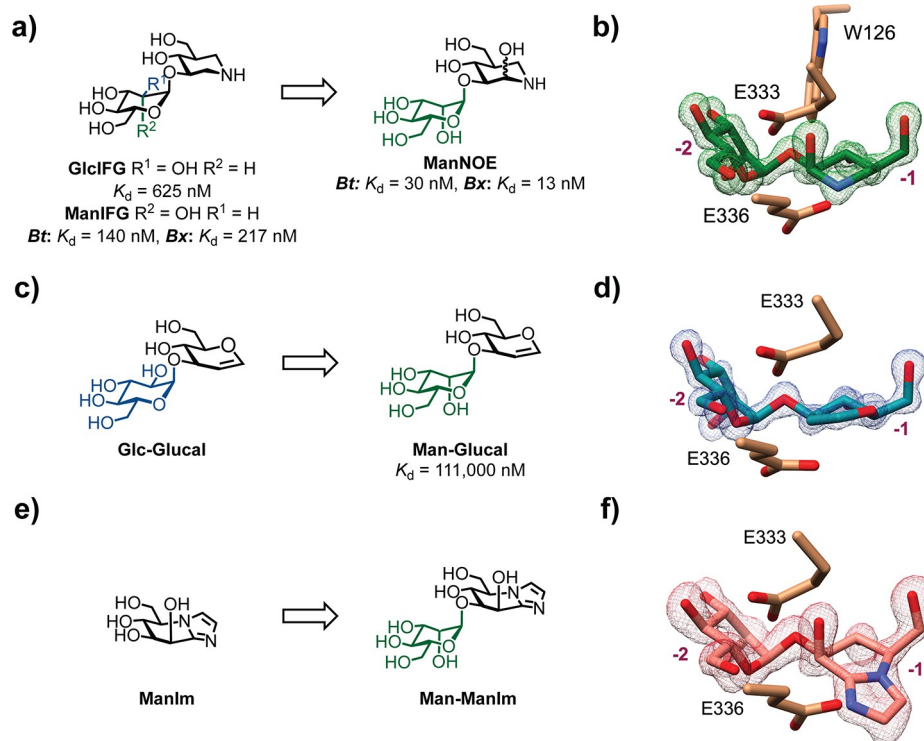 a)
HO
HO
O
NH
HO
HO
R¹
O
HO
R²
GlcIFG R¹ = OH R² = H
Kd = 625 nM
ManIFG R² = OH R¹ = H
Bt: Kd = 140 nM, Bx: Kd = 217 nM
HO
OH
HO
O
NH
HO
HO
O
HO
OH
ManNOE
Bt: Kd = 30 nM, Bx: Kd = 13 nM
b)
W126
E333
-2
-1
E336
c)
HO
O
HO
O
HO
HO
HO
O
HO
Glc-Glucal
HO
O
HO
O
HO
HO
O
HO
OH
Man-Glucal
Kd = 111,000 nM
d)
E333
-2
-1
E336
e)
OH
HO
N
HO
HO
N
ManIm
OH
HO
N
HO
O
N
HO
HO
O
HO
OH
Man-ManIm
f)
E333
-2
-1
E336